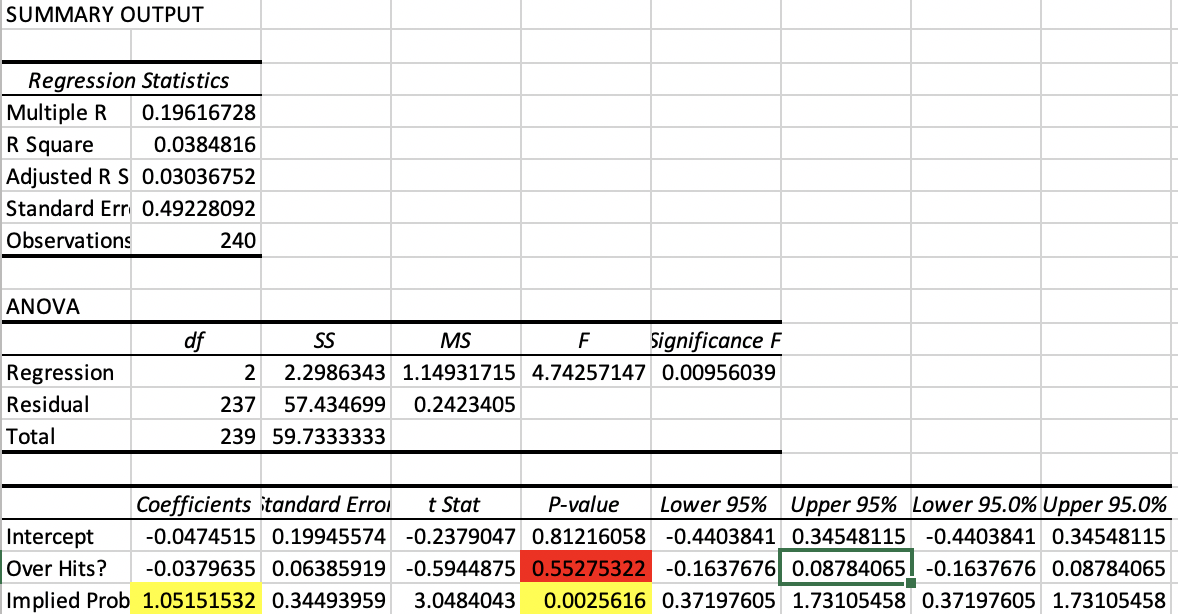 SUMMARY OUTPUT
Regression Statistics
Multiple R 0.19616728
R Square 0.0384816
Adjusted R S 0.03036752
Standard Erro 0.49228092
Observations 240
ANOVA
df SS MS F Significance F
Regression 2 2.2986343 1.14931715 4.74257147 0.00956039
Residual 237 57.434699 0.2423405
Total 239 59.7333333
Coefficients Standard Error t Stat P-value Lower 95% Upper 95% Lower 95.0% Upper 95.0%
Intercept -0.0474515 0.19945574 -0.2379047 0.81216058 -0.4403841 0.34548115 -0.4403841 0.34548115
Over Hits? -0.0379635 0.06385919 -0.5944875 0.55275322 -0.1637676 0.08784065 -0.1637676 0.08784065
Implied Prob 1.05151532 0.34493959 3.0484043 0.0025616 0.37197605 1.73105458 0.37197605 1.73105458